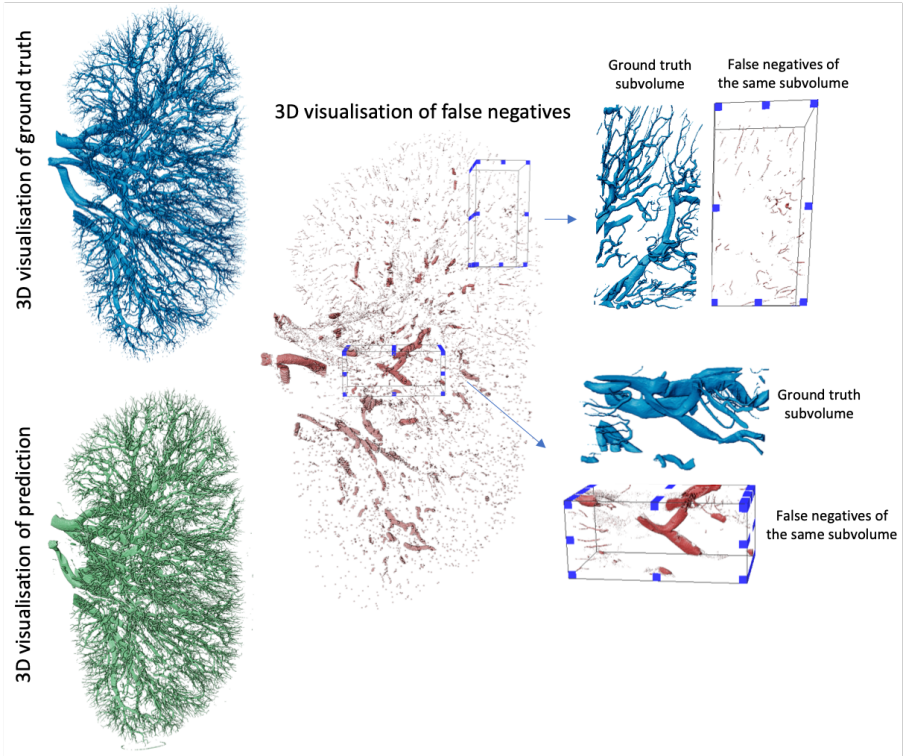 3D visualisation of ground truth
3D visualisation of prediction
3D visualisation of false negatives
Ground truth
subvolume
False negatives of
the same subvolume
Ground truth
subvolume
False negatives of
the same subvolume